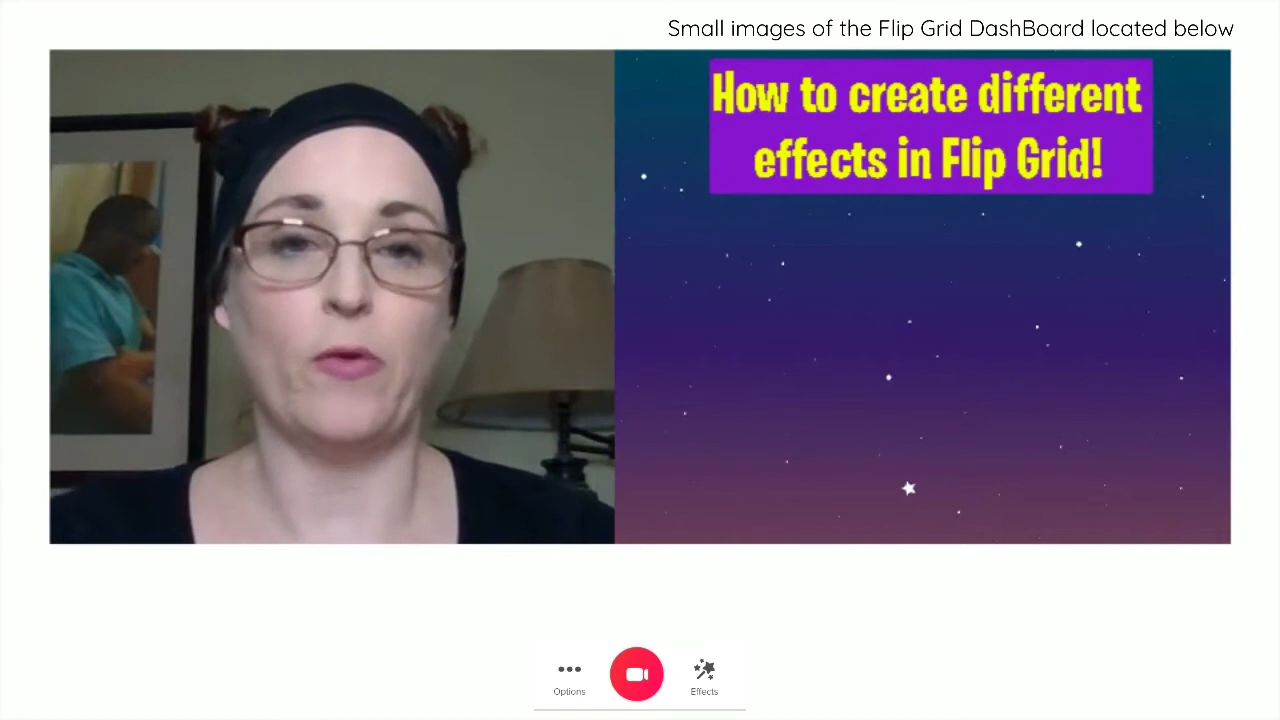 Small images of the Flip Grid DashBoard located below
How to create different
effects in Flip Grid!
Options
Effects